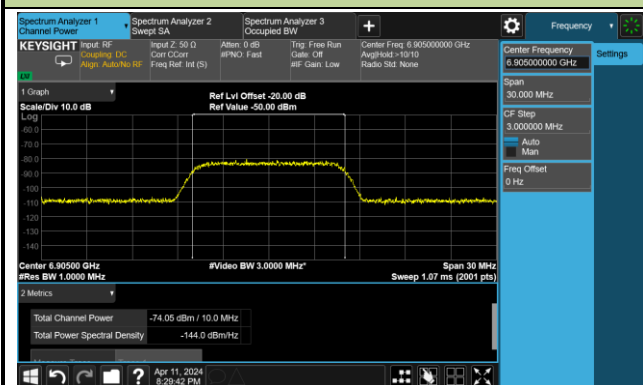 Spectrum Analyzer 1
Channel Power
Spectrum Analyzer 2
Swept SA
Spectrum Analyzer 3
Occupied BW
+
Frequency
KEYSIGHT
Input: RF
Coupling: DC
Align: Auto/No RF
Input Z: 50 Ω
Corr CCorr
Freq Ref: Int (S)
Atten: 0 dB
#PNO: Fast
Trig: Free Run
Gate: Off
#IF Gain: Low
Center Freq: 6.905000000 GHz
Avg|Hold:>10/10
Radio Std: None
Center Frequency
6.905000000 GHz
Settings
Span
30.000 MHz
CF Step
3.000000 MHz
Auto
Man
Freq Offset
0 Hz
1 Graph
Scale/Div 10.0 dB
Ref Lvl Offset -20.00 dB
Ref Value -50.00 dBm
Log
-60.0
-70.0
-80.0
-90.0
-100
-110
-120
-130
-140
Center 6.90500 GHz
#Res BW 1.0000 MHz
#Video BW 3.0000 MHz*
Span 30 MHz
Sweep 1.07 ms (2001 pts)
2 Metrics
Total Channel Power -74.05 dBm / 10.0 MHz
Total Power Spectral Density -144.0 dBm/Hz
?
Apr 11, 2024
8:29:42 PM